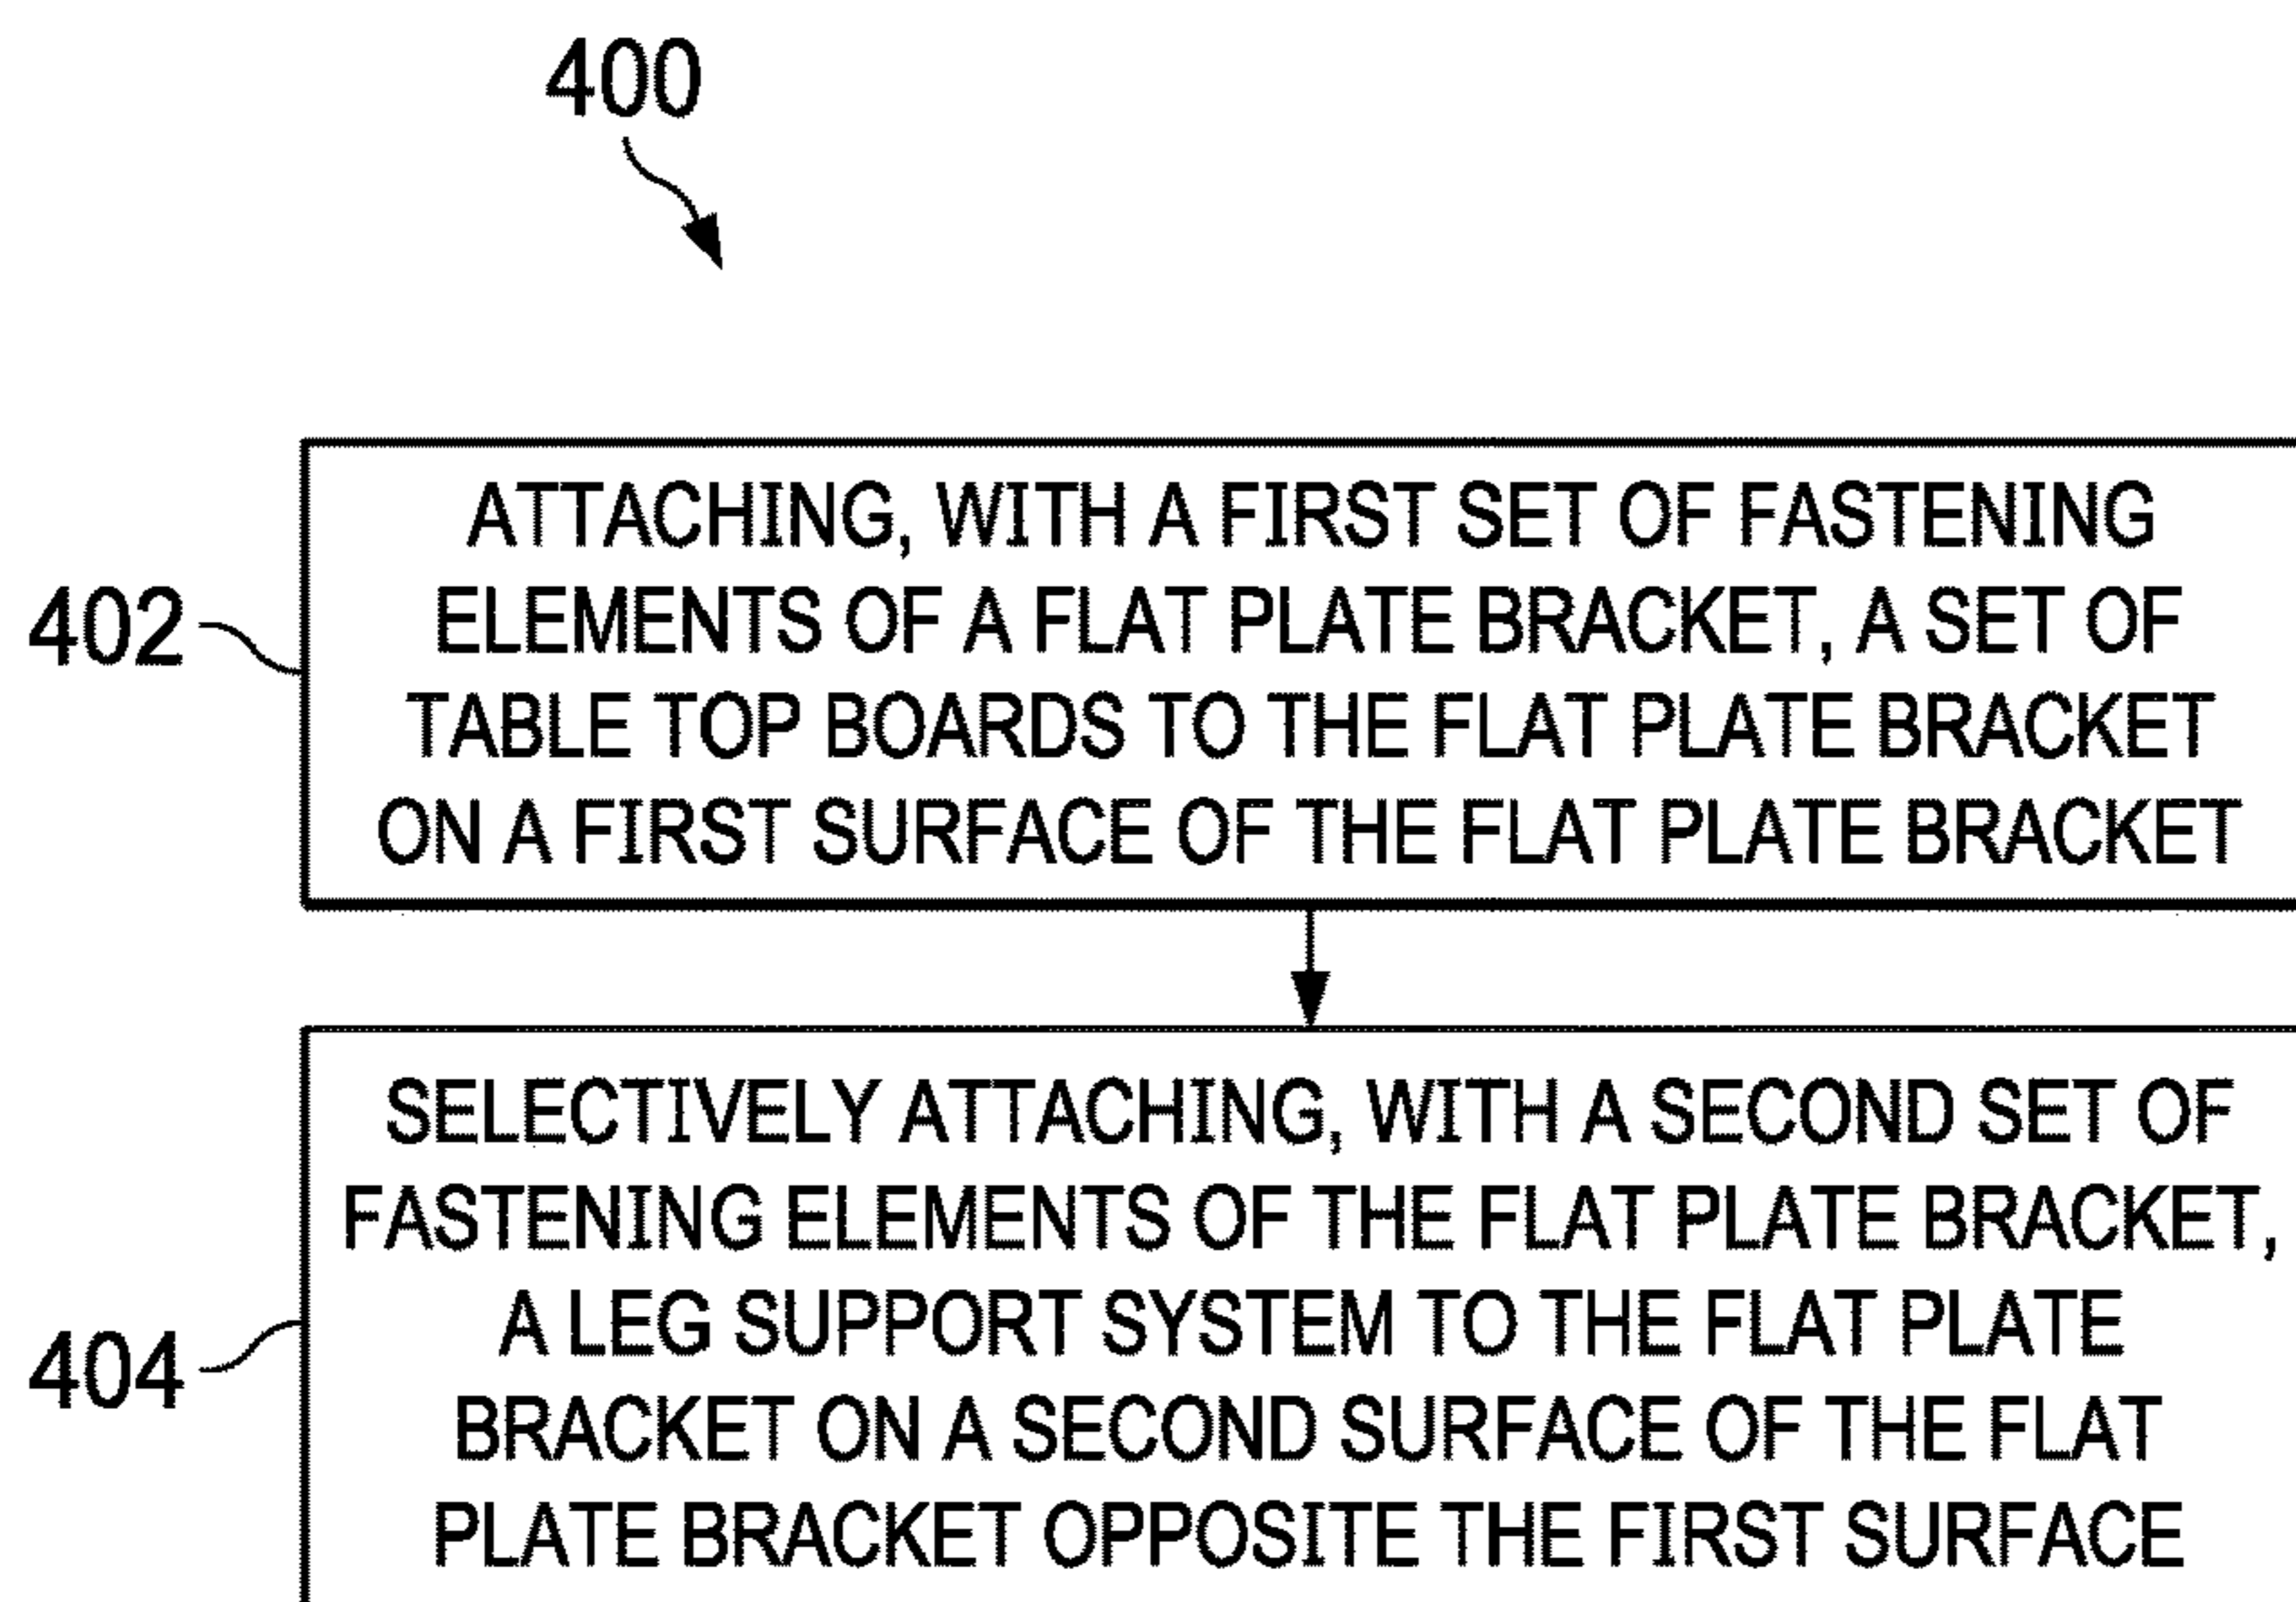 400
402
ATTACHING, WITH A FIRST SET OF FASTENING
ELEMENTS OF A FLAT PLATE BRACKET, A SET OF
TABLE TOP BOARDS TO THE FLAT PLATE BRACKET
ON A FIRST SURFACE OF THE FLAT PLATE BRACKET
404
SELECTIVELY ATTACHING, WITH A SECOND SET OF
FASTENING ELEMENTS OF THE FLAT PLATE BRACKET,
A LEG SUPPORT SYSTEM TO THE FLAT PLATE
BRACKET ON A SECOND SURFACE OF THE FLAT
PLATE BRACKET OPPOSITE THE FIRST SURFACE